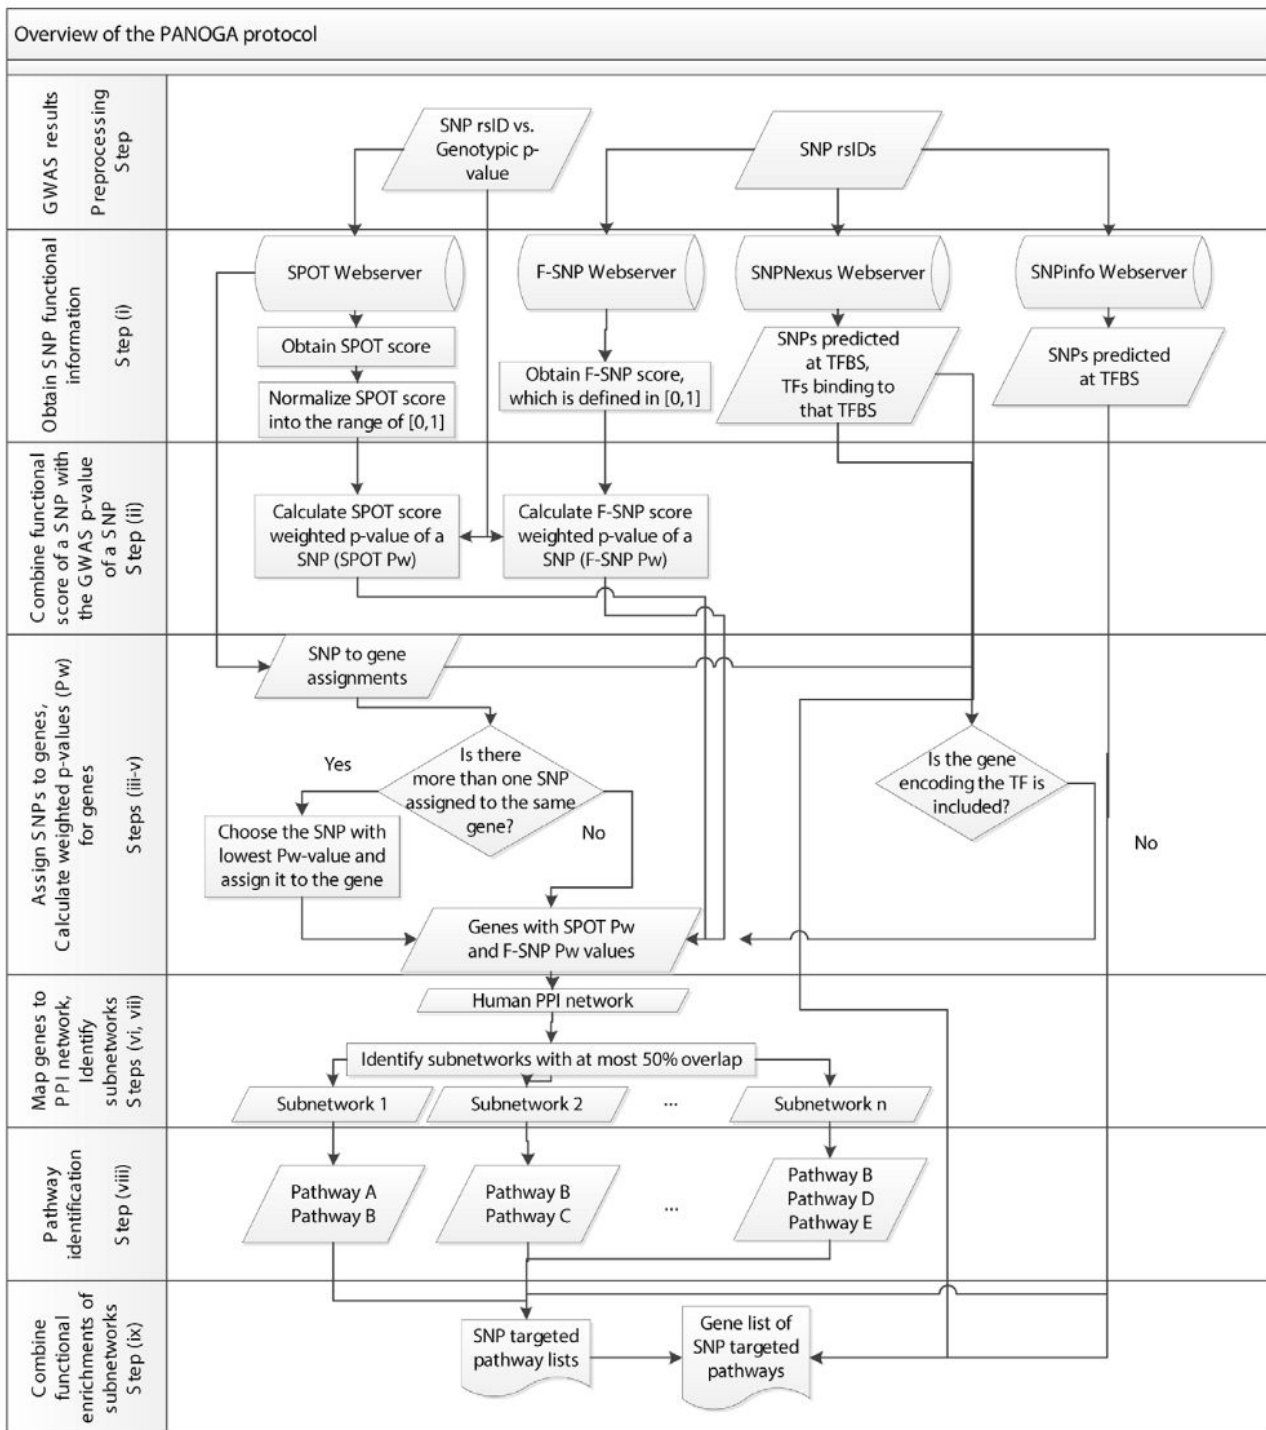 Overview of the PANOGA protocol
GWAS results
Preprocessing
Step
SNP rsID vs.
Genotypic p-
value
SNP rsIDs
Obtain SNP functional
information
Step (i)
SPOT Webserver
F-SNP Webserver
SNPNexus Webserver
SNPinfo Webserver
Obtain SPOT score
Normalize SPOT score
into the range of [0,1]
Obtain F-SNP score,
which is defined in [0,1]
SNPs predicted
at TFBS,
TFs binding to
that TFBS
SNPs predicted
at TFBS
Combine functional
score of a SNP with
the GWAS p-value
of a SNP
Step (ii)
Calculate SPOT score
weighted p-value of a
SNP (SPOT Pw)
Calculate F-SNP score
weighted p-value of a
SNP (F-SNP Pw)
Assign SNPs to genes,
Calculate weighted p-values (Pw)
for genes
Steps (iii-v)
SNP to gene
assignments
Is there
more than one SNP
assigned to the same
gene?
Yes
No
Choose the SNP with
lowest Pw-value and
assign it to the gene
Is the gene
encoding the TF is
included?
No
Genes with SPOT Pw
and F-SNP Pw values
Map genes to
PPI network,
Identify
subnetworks
Steps (vi, vii)
Human PPI network
Identify subnetworks with at most 50% overlap
Subnetwork 1
Subnetwork 2
...
Subnetwork n
Pathway
identification
Step (viii)
Pathway A
Pathway B
Pathway B
Pathway C
...
Pathway B
Pathway D
Pathway E
Combine
functional
enrichments of
subnetworks
Step (ix)
SNP targeted
pathway lists
Gene list of
SNP targeted
pathways